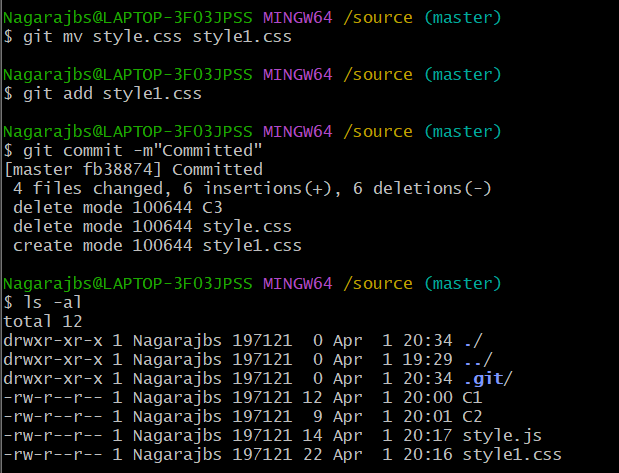 Nagarajbs@LAPTOP-3FO3JPSS MINGW64 /source (master)
$ git mv style.css style1.css
Nagarajbs@LAPTOP-3FO3JPSS MINGW64 /source (master)
$ git add style1.css
Nagarajbs@LAPTOP-3FO3JPSS MINGW64 /source (master)
$ git commit -m"Committed"
[master fb38874] Committed
 4 files changed, 6 insertions(+), 6 deletions(-)
 delete mode 100644 C3
 delete mode 100644 style.css
 create mode 100644 style1.css
Nagarajbs@LAPTOP-3FO3JPSS MINGW64 /source (master)
$ ls -al
total 12
drwxr-xr-x 1 Nagarajbs 197121  0 Apr  1 20:34 ./
drwxr-xr-x 1 Nagarajbs 197121  0 Apr  1 19:29 ../
drwxr-xr-x 1 Nagarajbs 197121  0 Apr  1 20:34 .git/
-rw-r--r-- 1 Nagarajbs 197121 12 Apr  1 20:00 C1
-rw-r--r-- 1 Nagarajbs 197121  9 Apr  1 20:01 C2
-rw-r--r-- 1 Nagarajbs 197121 14 Apr  1 20:17 style.js
-rw-r--r-- 1 Nagarajbs 197121 22 Apr  1 20:16 style1.css